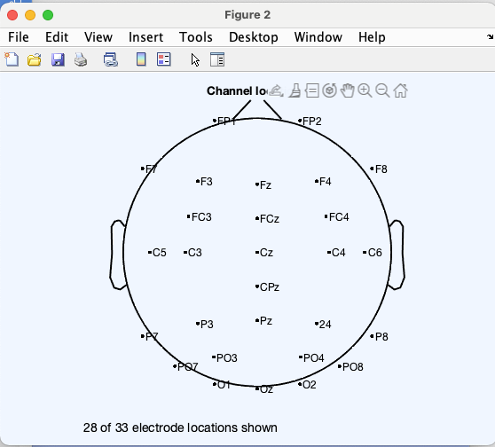 Figure 2
File Edit View Insert Tools Desktop Window Help
Channel lo
FP1 FP2
F7 F8
F3 Fz F4
FC3 FCz FC4
C5 C3 Cz C4 C6
CPz
P3 Pz 24
P7 P8
PO3 PO4
PO7 PO8
O1 Oz O2
28 of 33 electrode locations shown